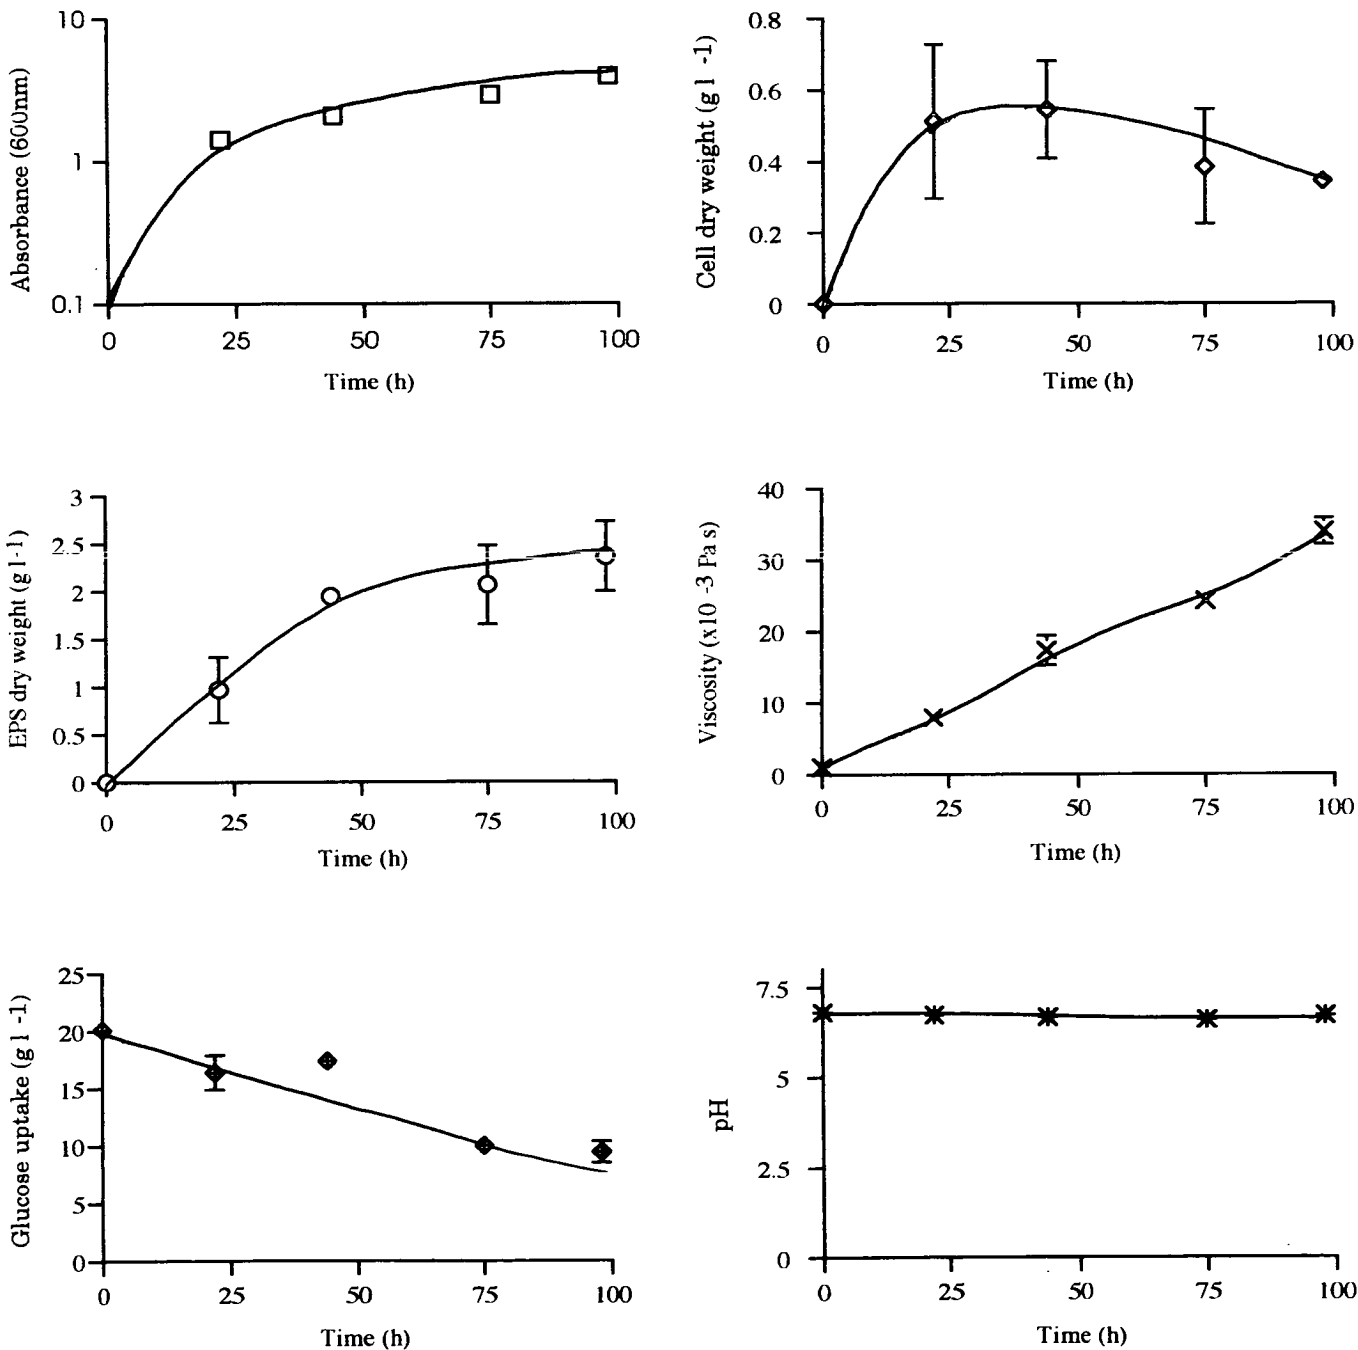 10
1
0.1
Absorbance (600mm)
0 25 50 75 100
Time (h)
0.8
0.6
0.4
0.2
0
Cell dry weight (g l -1)
0 25 50 75 100
Time (h)
3
2.5
2
1.5
1
0.5
0
EPS dry weight (g l-1)
0 25 50 75 100
Time (h)
40
30
20
10
0
Viscosity (x10 -3 Pa s)
0 25 50 75 100
Time (h)
25
20
15
10
5
0
Glucose uptake (g l -1)
0 25 50 75 100
Time (h)
7.5
5
2.5
0
pH
0 25 50 75 100
Time (h)